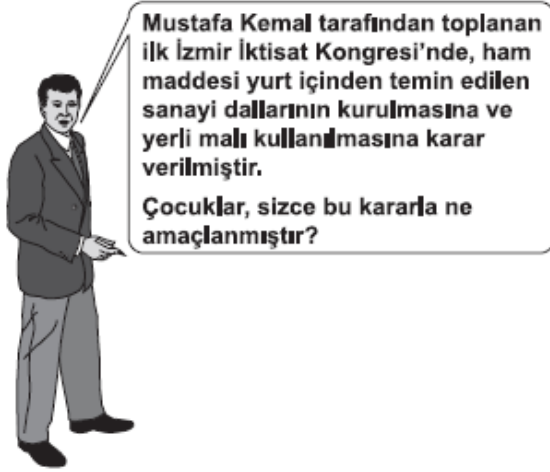 Mustafa Kemal tarafından toplanan
ilk İzmir İktisat Kongresi'nde, ham
maddesi yurt içinden temin edilen
sanayi dallarının kurulmasına ve
yerli malı kullanılmasına karar
verilmiştir.
Çocuklar, sizce bu kararla ne
amaçlanmıştır?